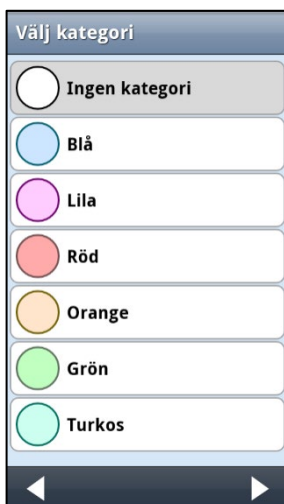 Välj kategori
Ingen kategori
Blå
Lila
Röd
Orange
Grön
Turkos